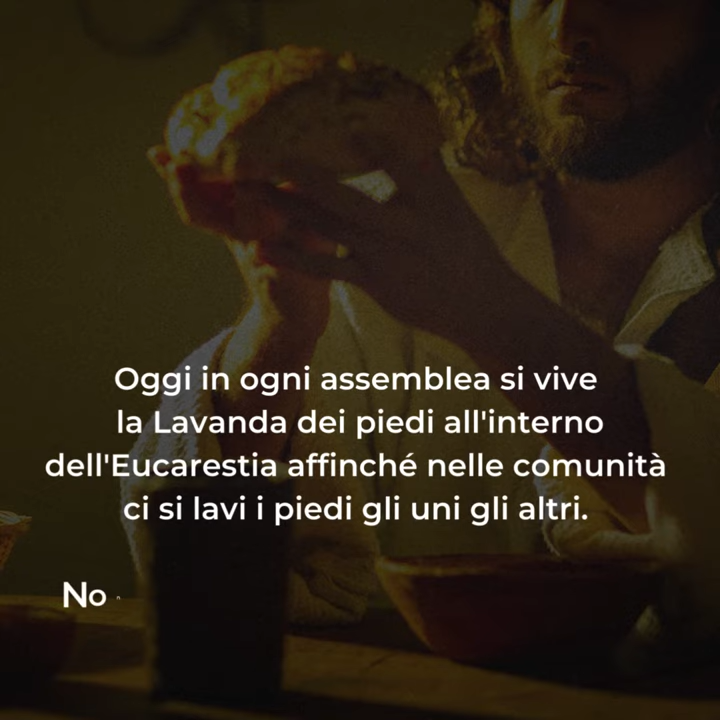 Oggi in ogni assemblea si vive
la Lavanda dei piedi all'interno
dell'Eucarestia affinché nelle comunità
ci si lavi i piedi gli uni gli altri.
No